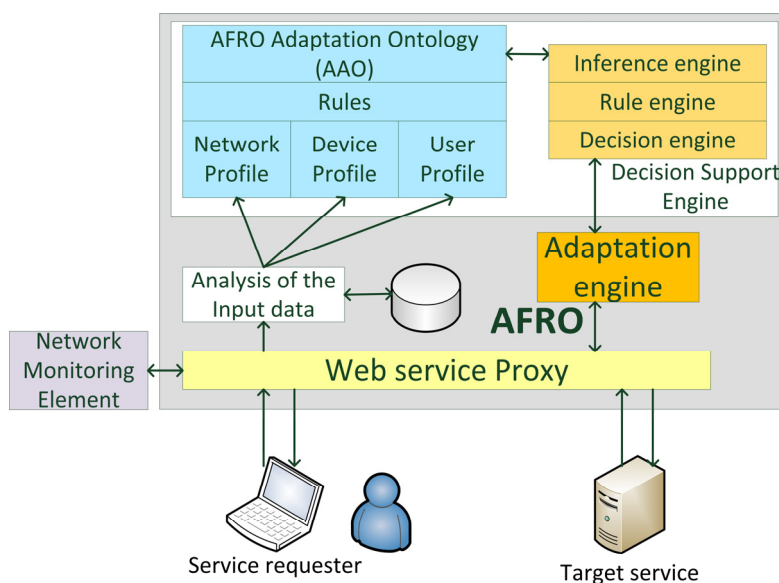 AFRO Adaptation Ontology
(AAO)
Rules
Network
Profile
Device
Profile
User
Profile
Inference engine
Rule engine
Decision engine
Decision Support
Engine
Analysis of the
Input data
Adaptation
engine
AFRO
Network
Monitoring
Element
Web service Proxy
Service requester
Target service